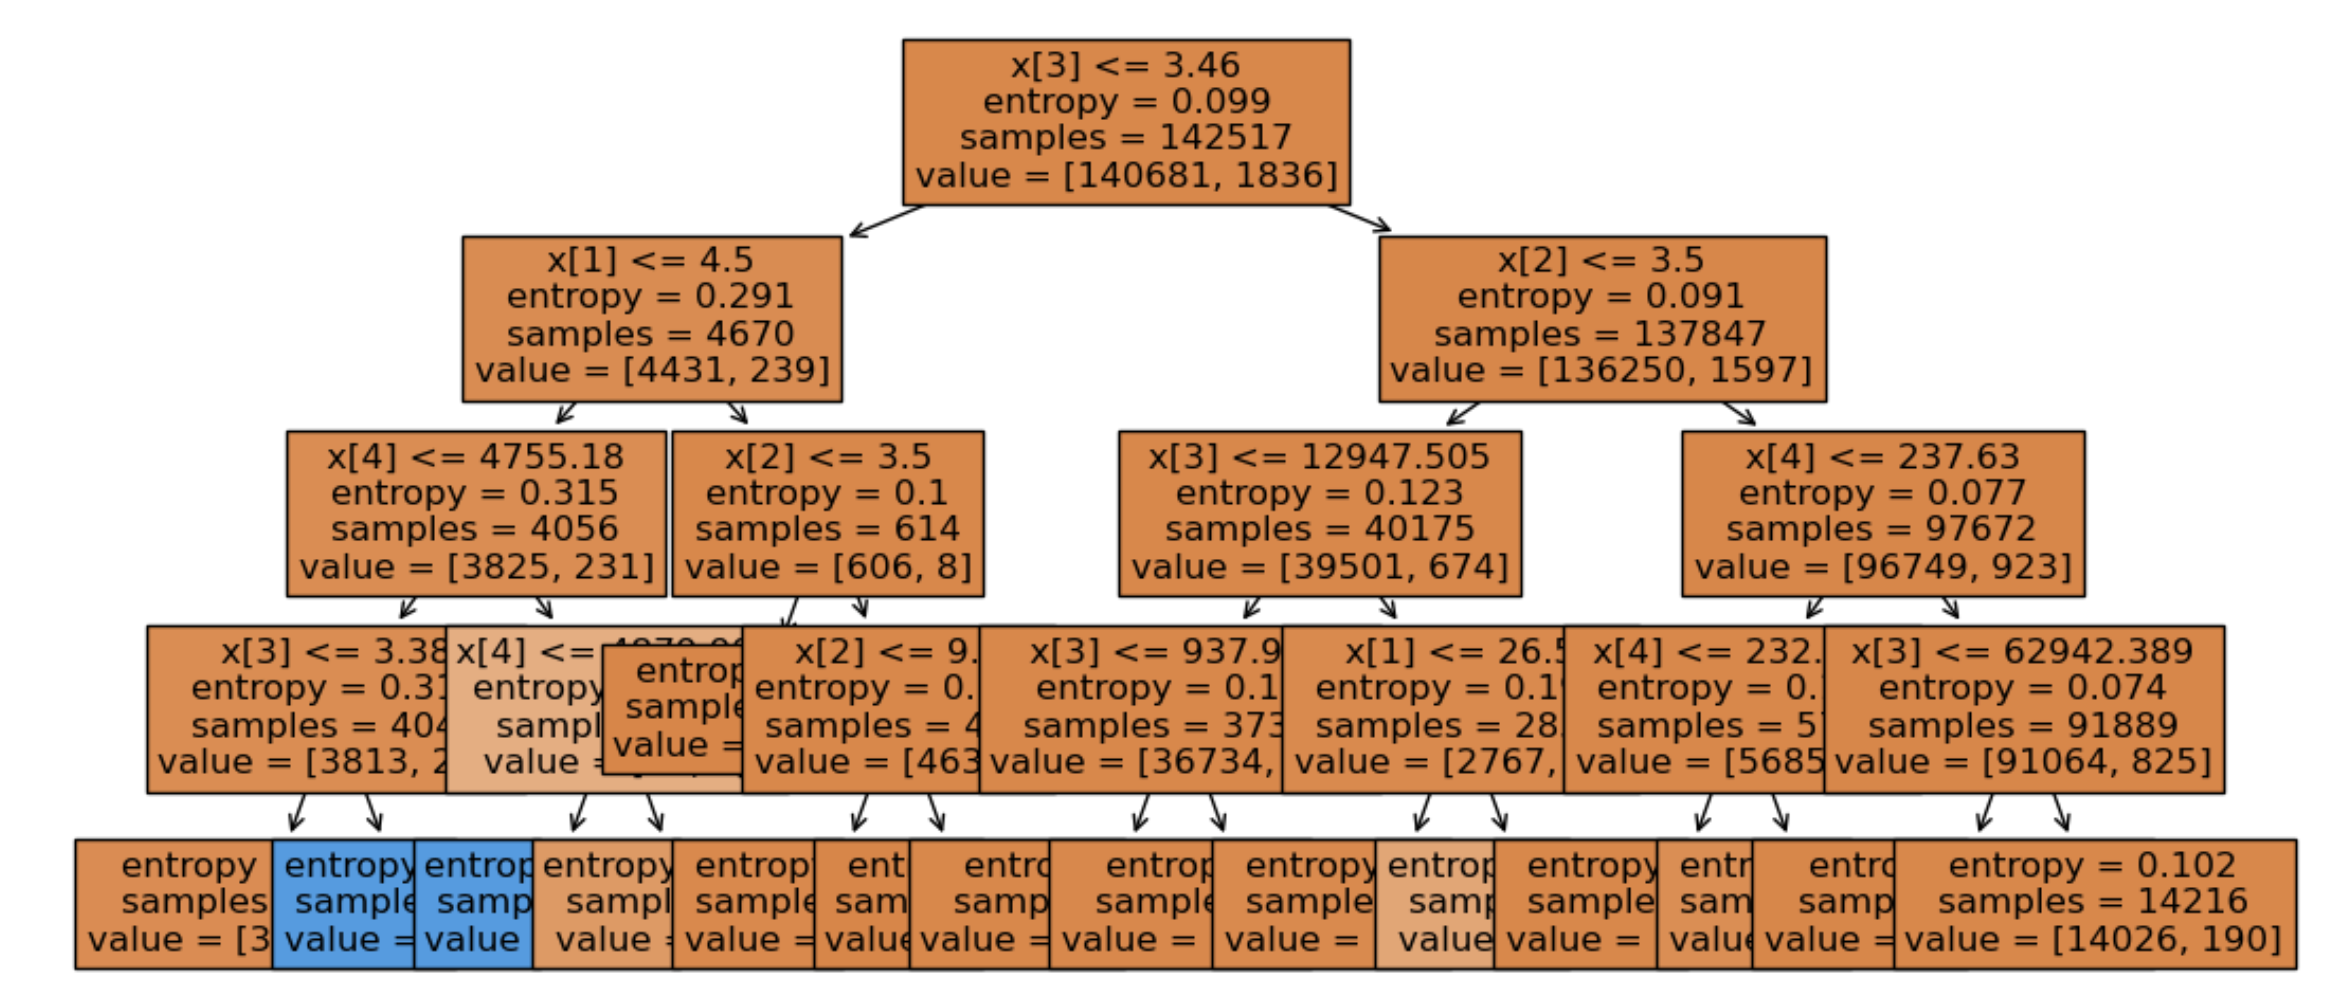 x[3] <= 3.46
entropy = 0.099
samples = 142517
value = [140681, 1836]
x[1] <= 4.5
entropy = 0.291
samples = 4670
value = [4431, 239]
x[2] <= 3.5
entropy = 0.091
samples = 137847
value = [136250, 1597]
x[4] <= 4755.18
entropy = 0.315
samples = 4056
value = [3825, 231]
x[2] <= 3.5
entropy = 0.1
samples = 614
value = [606, 8]
x[3] <= 12947.505
entropy = 0.123
samples = 40175
value = [39501, 674]
x[4] <= 237.63
entropy = 0.077
samples = 97672
value = [96749, 923]
x[3] <= 3.38
entropy = 0.31
samples = 404
value = [3813, 2
x[4] <=
entropy
sampl
value
entrop
sample
value =
x[2] <= 9.
entropy = 0.
samples = 4
value = [463
x[3] <= 937.9
entropy = 0.1
samples = 373
value = [36734,
x[1] <= 26.5
entropy = 0.1
samples = 28
value = [2767,
x[4] <= 232.
entropy = 0.
samples = 5
value = [5685
x[3] <= 62942.389
entropy = 0.074
samples = 91889
value = [91064, 825]
entropy
samples
value = [3
entropy
sample
value =
entrop
samp
value
entropy
sampl
value
entrop
sample
value =
ent
sam
value
entro
samp
value =
entrop
sample
value =
entropy
sample
value =
entrop
samp
value
entropy
sample
value =
entr
sam
value
entro
samp
value =
entropy = 0.102
samples = 14216
value = [14026, 190]